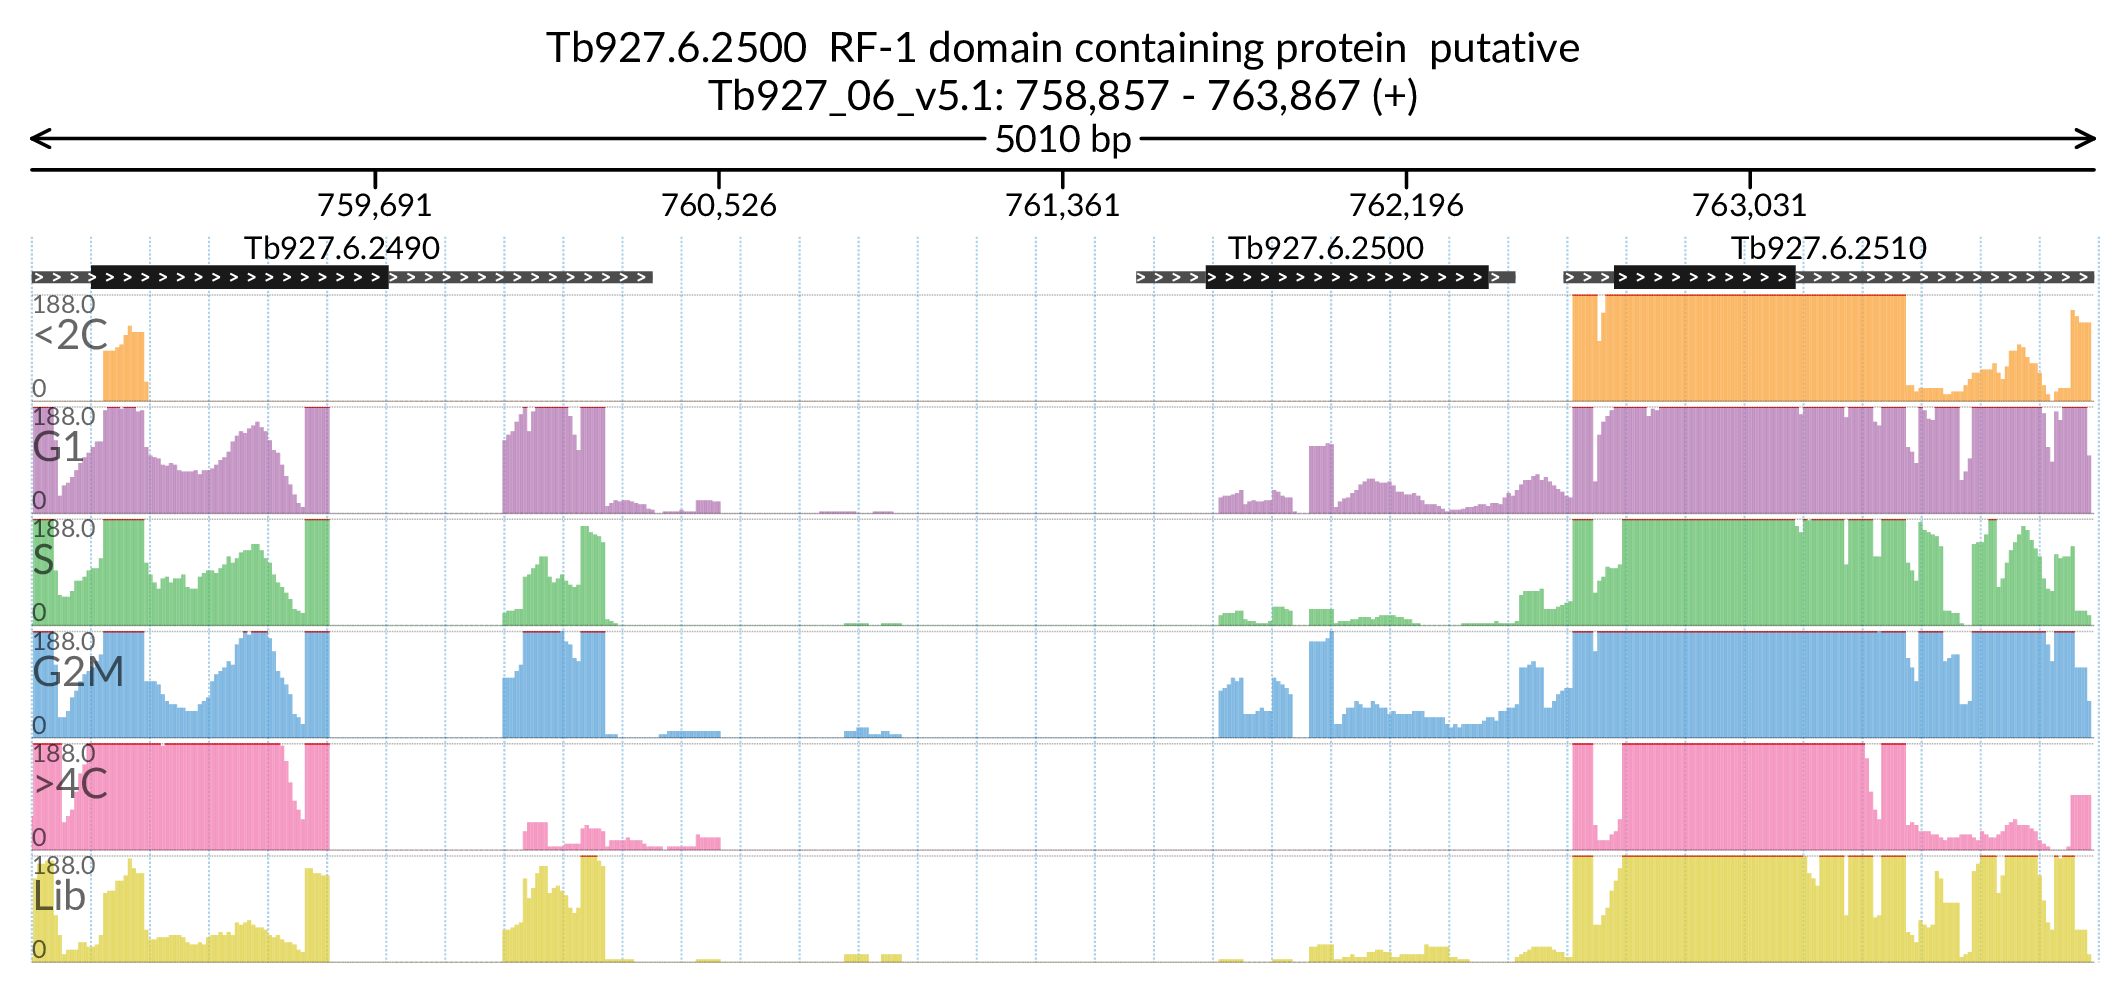 Tb927.6.2500  RF-1 domain containing protein  putative
Tb927_06_v5.1: 758,857 - 763,867 (+)
5010 bp
759,691 760,526 761,361 762,196 763,031
Tb927.6.2490 Tb927.6.2500 Tb927.6.2510
188.0
<2C
0
188.0
G1
0
188.0
S
0
188.0
G2M
0
188.0
>4C
0
188.0
Lib
0